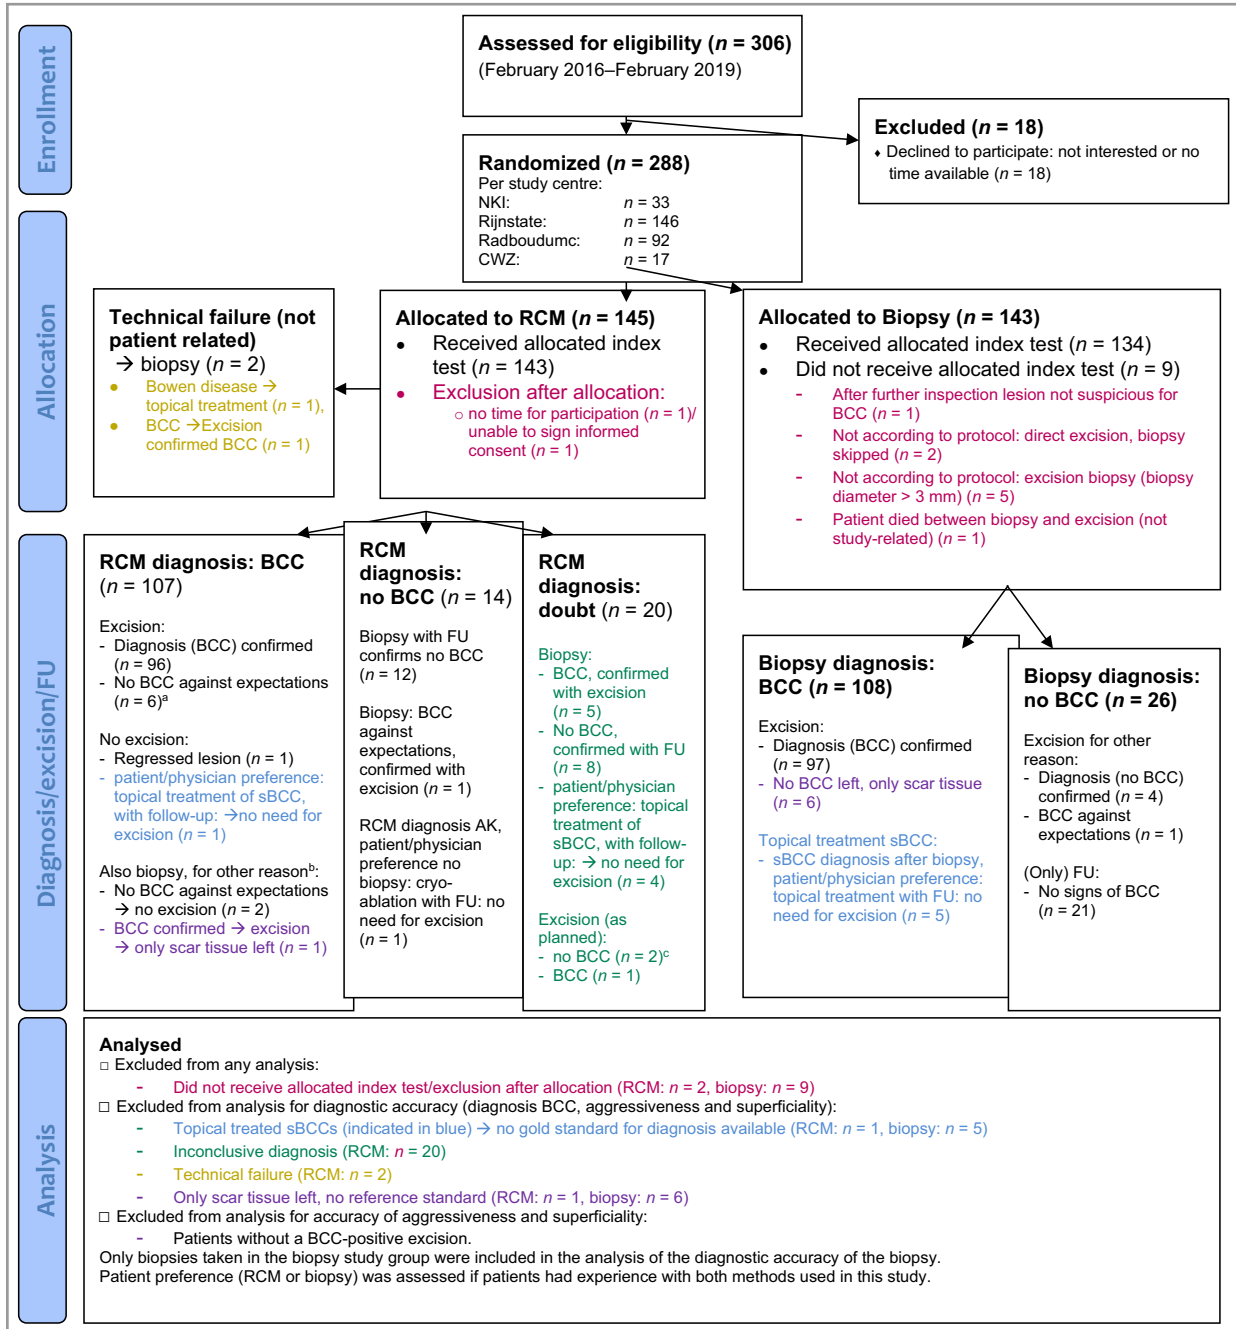 Enrollment
Assessed for eligibility (n = 306)
(February 2016–February 2019)
Excluded (n = 18)
♦ Declined to participate: not interested or no
time available (n = 18)
Randomized (n = 288)
Per study centre:
NKI: n = 33
Rijnstate: n = 146
Radboudumc: n = 92
CWZ: n = 17
Allocation
Technical failure (not
patient related)
→ biopsy (n = 2)
● Bowen disease →
topical treatment (n = 1),
● BCC →Excision
confirmed BCC (n = 1)
Allocated to RCM (n = 145)
● Received allocated index
test (n = 143)
● Exclusion after allocation:
○ no time for participation (n = 1)/
unable to sign informed
consent (n = 1)
Allocated to Biopsy (n = 143)
● Received allocated index test (n = 134)
● Did not receive allocated index test (n = 9)
- After further inspection lesion not suspicious for
BCC (n = 1)
- Not according to protocol: direct excision, biopsy
skipped (n = 2)
- Not according to protocol: excision biopsy (biopsy
diameter > 3 mm) (n = 5)
- Patient died between biopsy and excision (not
study-related) (n = 1)
Diagnosis/excision/FU
RCM diagnosis: BCC
(n = 107)
Excision:
- Diagnosis (BCC) confirmed
(n = 96)
- No BCC against expectations
(n = 6)ᵃ
No excision:
- Regressed lesion (n = 1)
- patient/physician preference:
topical treatment of sBCC,
with follow-up: →no need for
excision (n = 1)
Also biopsy, for other reasonᵇ:
- No BCC against expectations
→ no excision (n = 2)
- BCC confirmed → excision
→ only scar tissue left (n = 1)
RCM
diagnosis:
no BCC (n = 14)
Biopsy with FU
confirms no BCC
(n = 12)
Biopsy: BCC
against
expectations,
confirmed with
excision (n = 1)
RCM diagnosis AK,
patient/physician
preference no
biopsy: cryo-
ablation with FU: no
need for excision
(n = 1)
RCM
diagnosis:
doubt (n = 20)
Biopsy:
- BCC, confirmed
with excision
(n = 5)
- No BCC,
confirmed with FU
(n = 8)
- patient/physician
preference: topical
treatment of
sBCC, with follow-
up: → no need for
excision (n = 4)
Excision (as
planned):
- no BCC (n = 2)ᶜ
- BCC (n = 1)
Biopsy diagnosis:
BCC (n = 108)
Excision:
- Diagnosis (BCC) confirmed
(n = 97)
- No BCC left, only scar tissue
(n = 6)
Topical treatment sBCC:
- sBCC diagnosis after biopsy,
patient/physician preference:
topical treatment with FU: no
need for excision (n = 5)
Biopsy diagnosis:
no BCC (n = 26)
Excision for other
reason:
- Diagnosis (no BCC)
confirmed (n = 4)
- BCC against
expectations (n = 1)
(Only) FU:
- No signs of BCC
(n = 21)
Analysis
Analysed
□ Excluded from any analysis:
- Did not receive allocated index test/exclusion after allocation (RCM: n = 2, biopsy: n = 9)
□ Excluded from analysis for diagnostic accuracy (diagnosis BCC, aggressiveness and superficiality):
- Topical treated sBCCs (indicated in blue) → no gold standard for diagnosis available (RCM: n = 1, biopsy: n = 5)
- Inconclusive diagnosis (RCM: n = 20)
- Technical failure (RCM: n = 2)
- Only scar tissue left, no reference standard (RCM: n = 1, biopsy: n = 6)
□ Excluded from analysis for accuracy of aggressiveness and superficiality:
- Patients without a BCC-positive excision.
Only biopsies taken in the biopsy study group were included in the analysis of the diagnostic accuracy of the biopsy.
Patient preference (RCM or biopsy) was assessed if patients had experience with both methods used in this study.